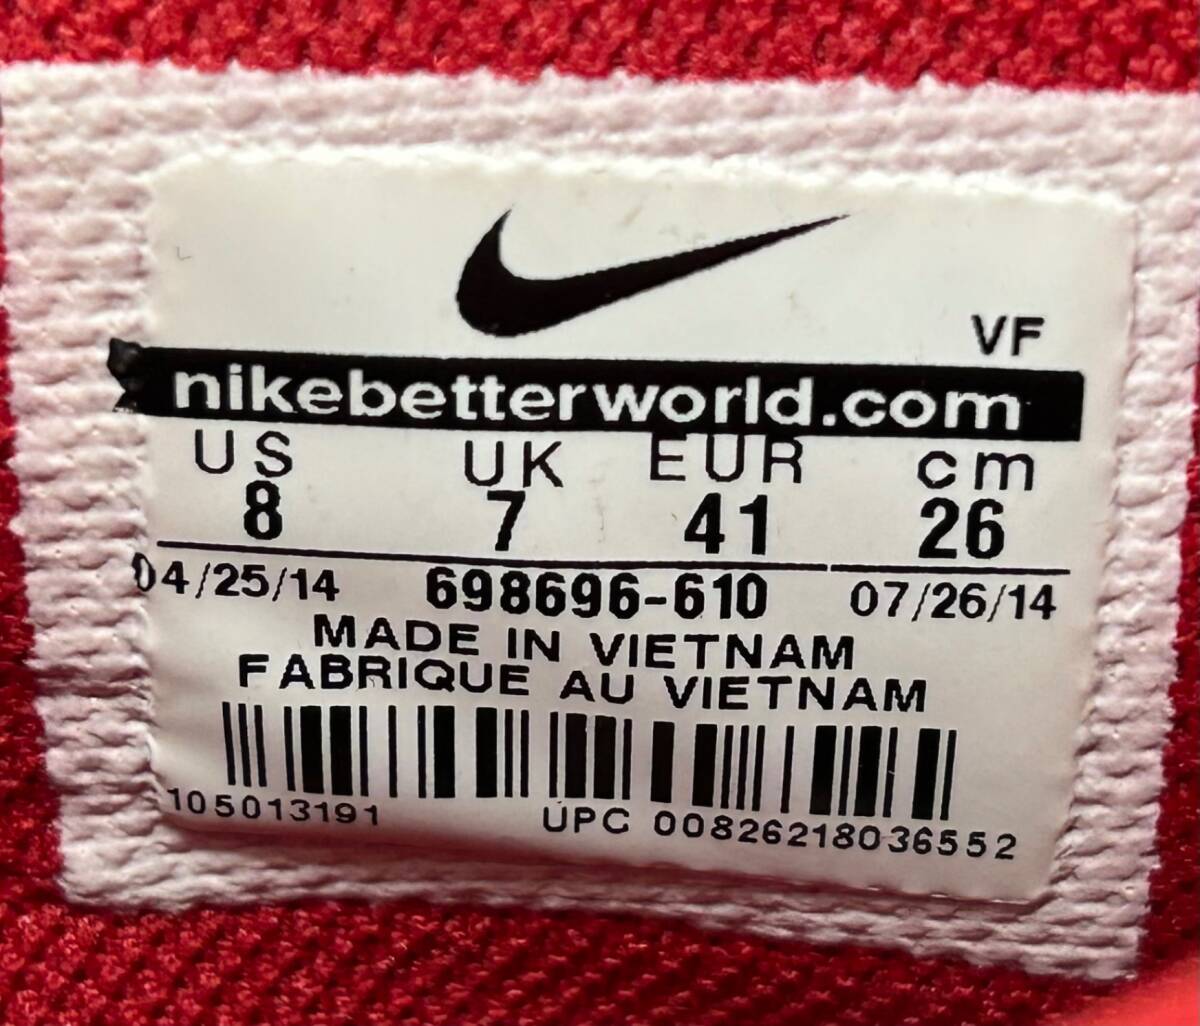 VF
nikebetterworld.com
US UK EUR cm
8 7 41 26
04/25/14 698696-610 07/26/14
MADE IN VIETNAM
FABRIQUE AU VIETNAM
105013191 UPC 00826218036552